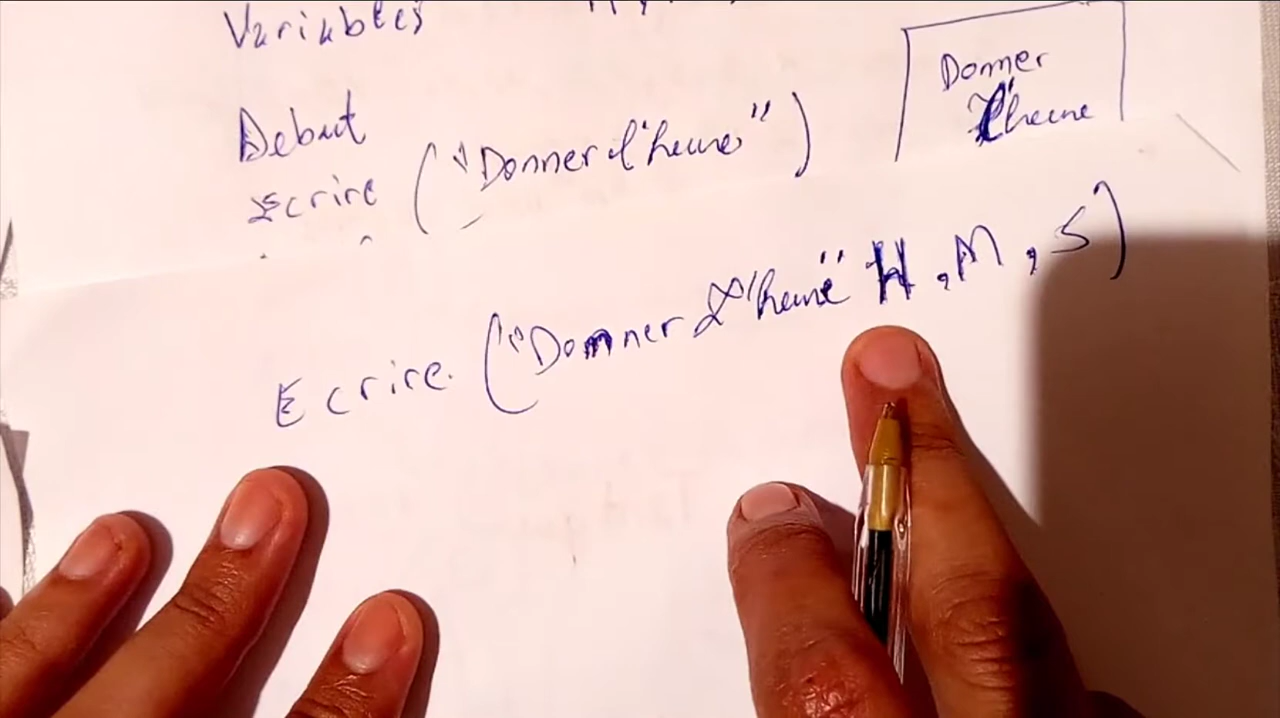 Variables
Debut
Ecrire ("Donner l'heure")
Donner
l'heure
Ecrire ("Donner l'heure" H, M, S)